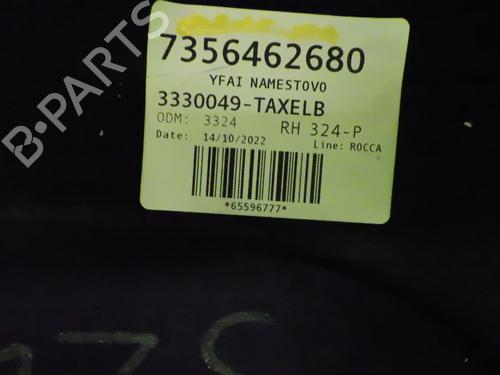 7356462680
YFAI NAMESTOVO
3330049-TAXELB
ODM: 3324 RH 324-P
Date: 14/10/2022 Line: ROCCA
*65596777*
B-PARTS